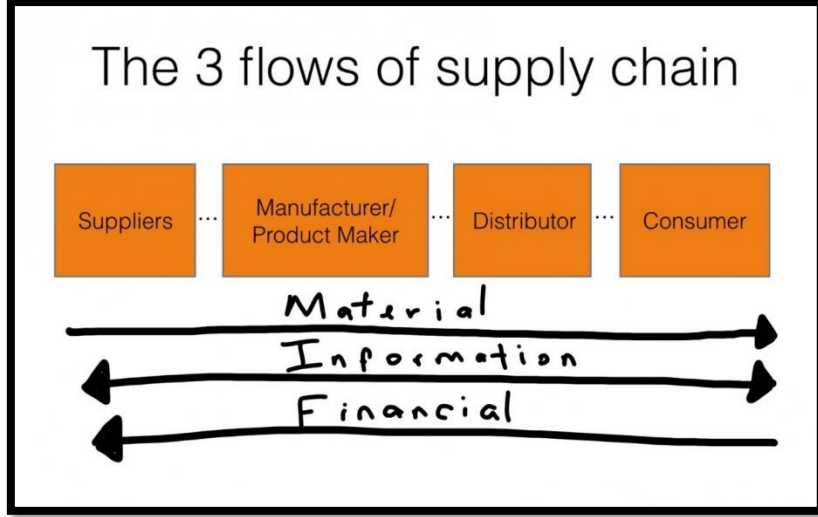 The 3 flows of supply chain
Suppliers ... Manufacturer/ Product Maker ... Distributor ... Consumer
Material
Information
Financial